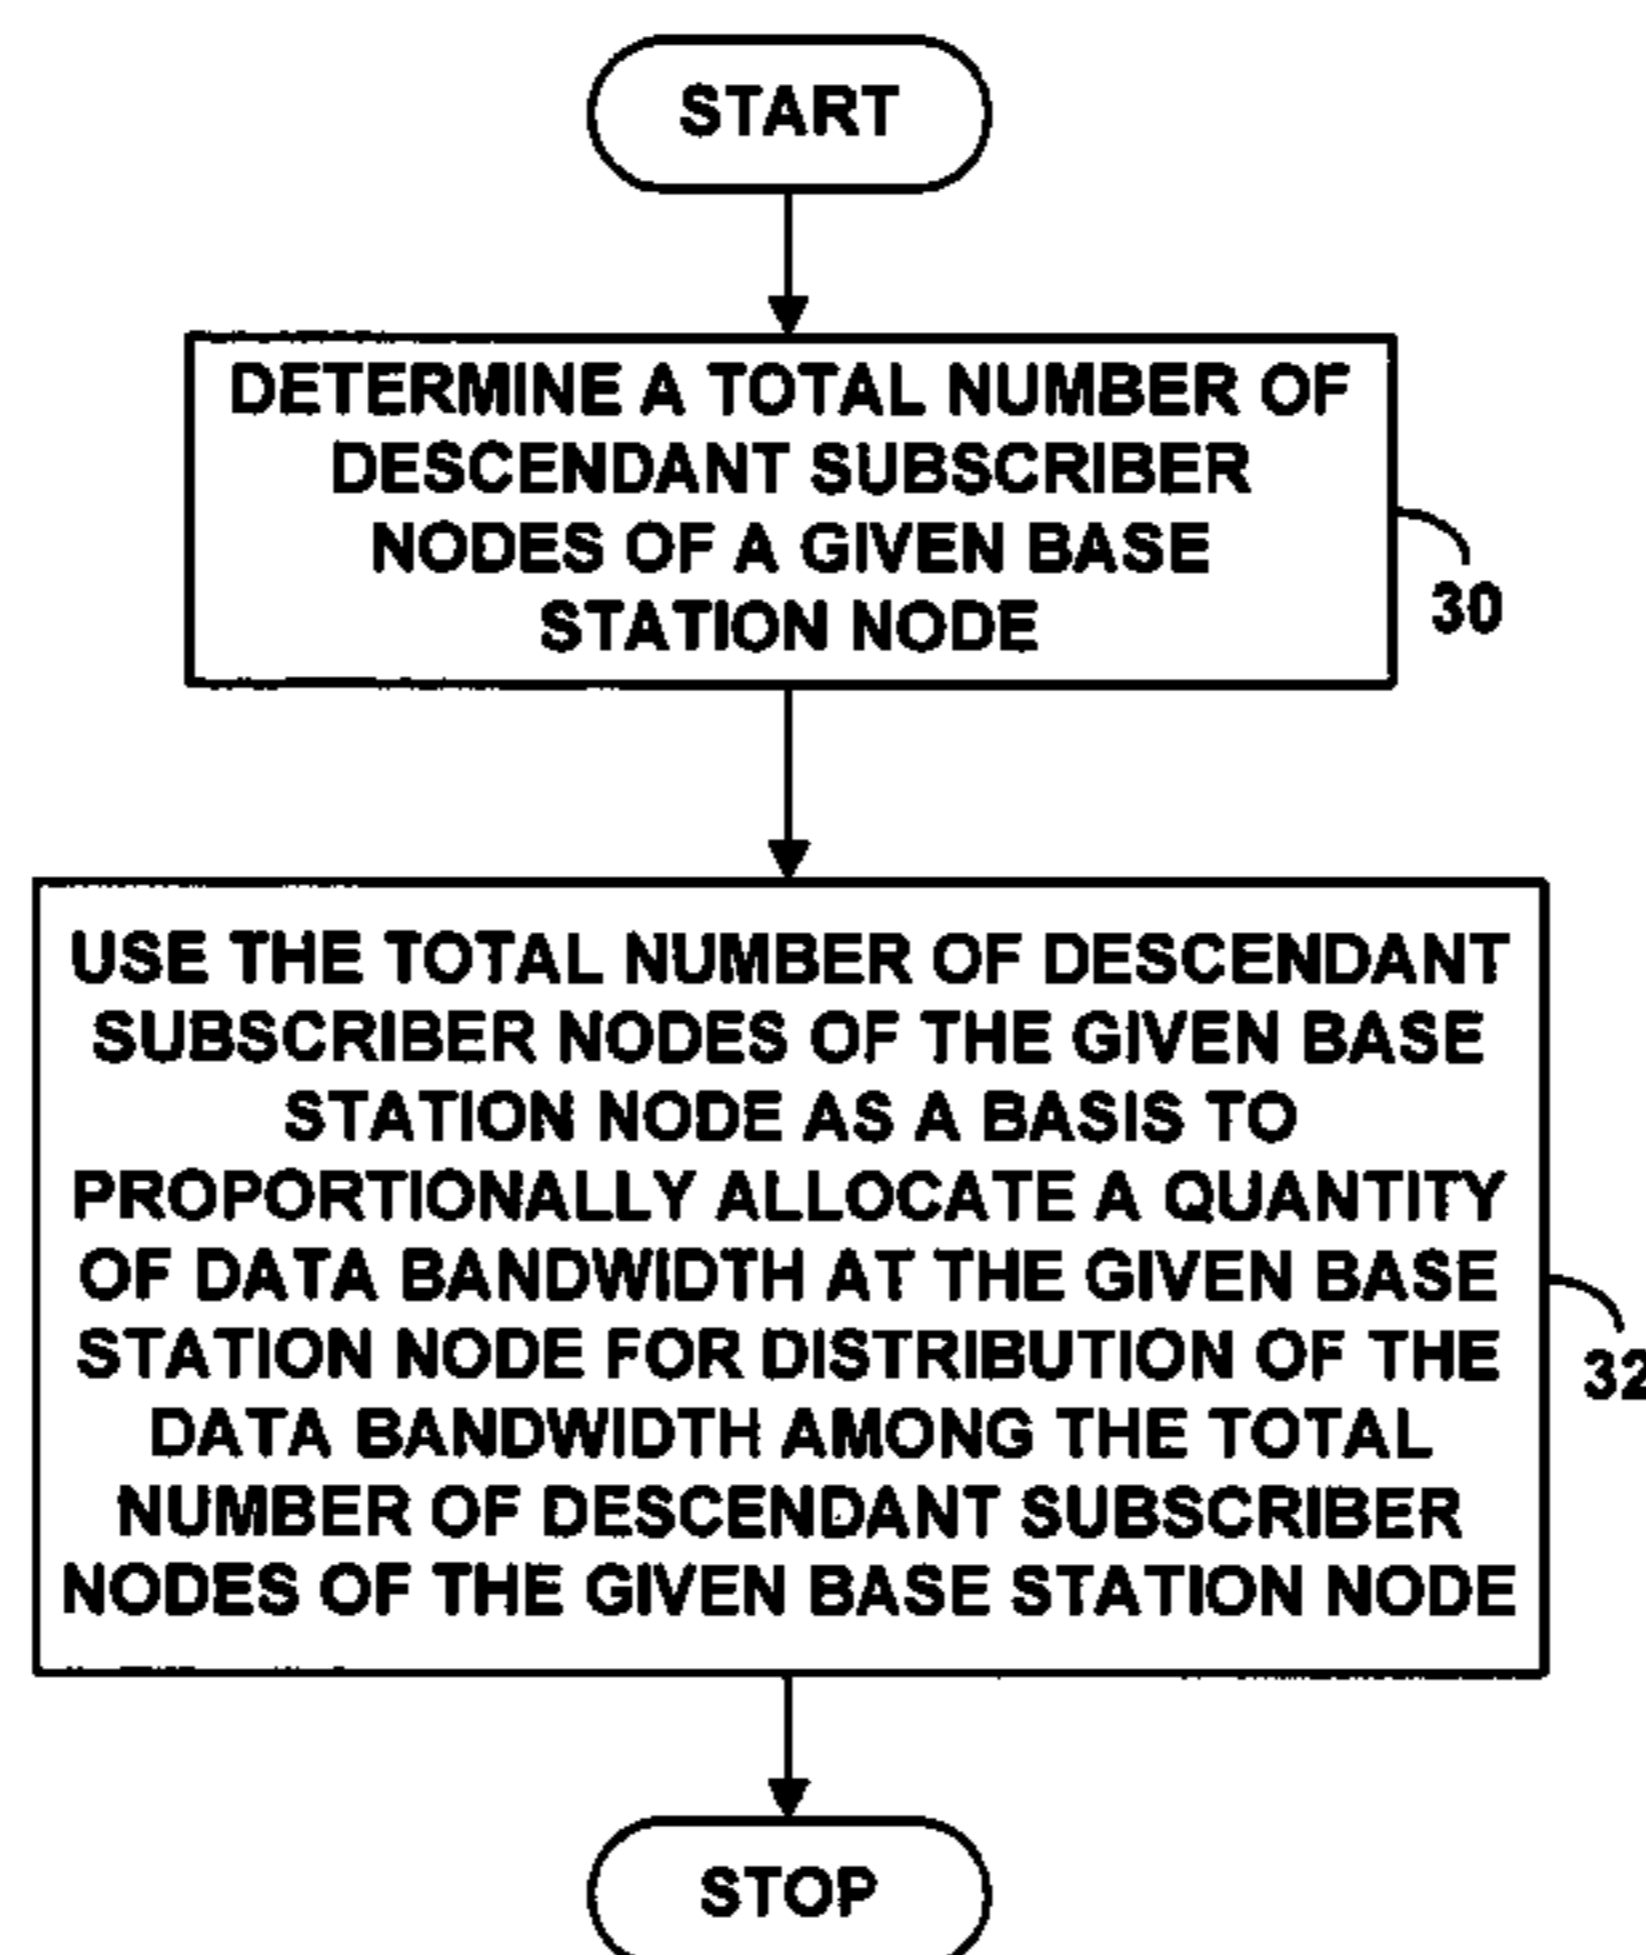 START
DETERMINE A TOTAL NUMBER OF
DESCENDANT SUBSCRIBER
NODES OF A GIVEN BASE
STATION NODE
30
USE THE TOTAL NUMBER OF DESCENDANT
SUBSCRIBER NODES OF THE GIVEN BASE
STATION NODE AS A BASIS TO
PROPORTIONALLY ALLOCATE A QUANTITY
OF DATA BANDWIDTH AT THE GIVEN BASE
STATION NODE FOR DISTRIBUTION OF THE
DATA BANDWIDTH AMONG THE TOTAL
NUMBER OF DESCENDANT SUBSCRIBER
NODES OF THE GIVEN BASE STATION NODE
32
STOP